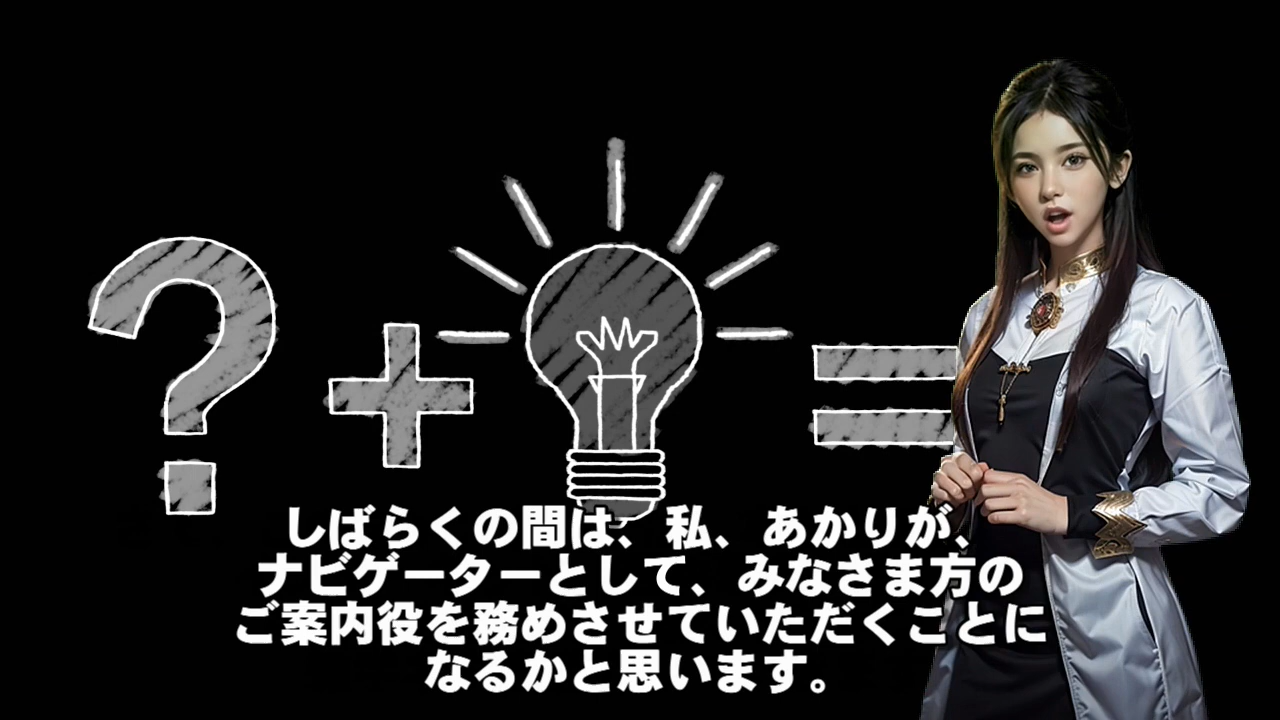 ? + =
しばらくの間は、私、あかりが、
ナビゲーターとして、みなさま方の
ご案内役を務めさせていただくことに
なるかと思います。